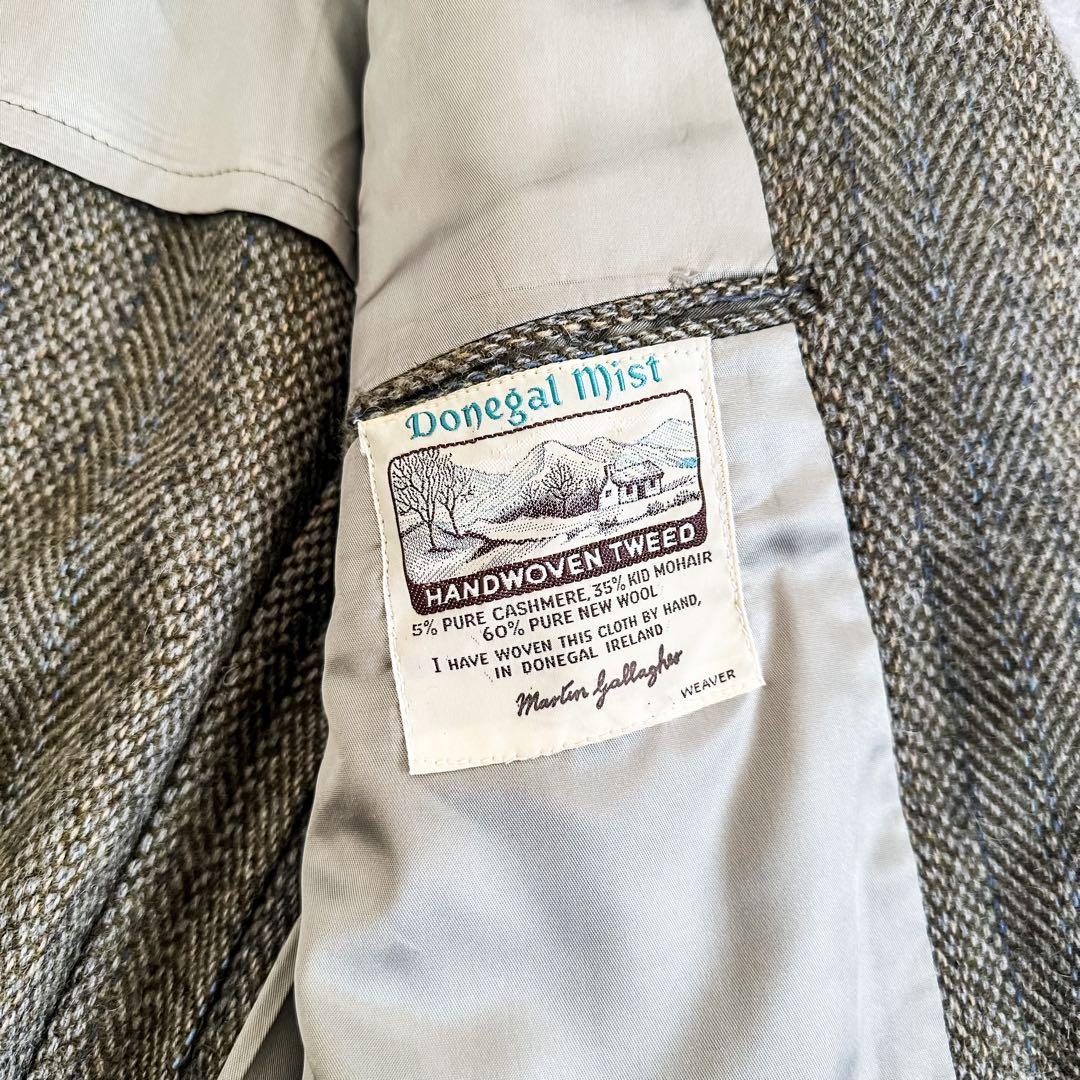 Donegal Mist
HANDWOVEN TWEED
5% PURE CASHMERE, 35% KID MOHAIR
60% PURE NEW WOOL
I HAVE WOVEN THIS CLOTH BY HAND,
IN DONEGAL IRELAND
Martin Gallagher
WEAVER